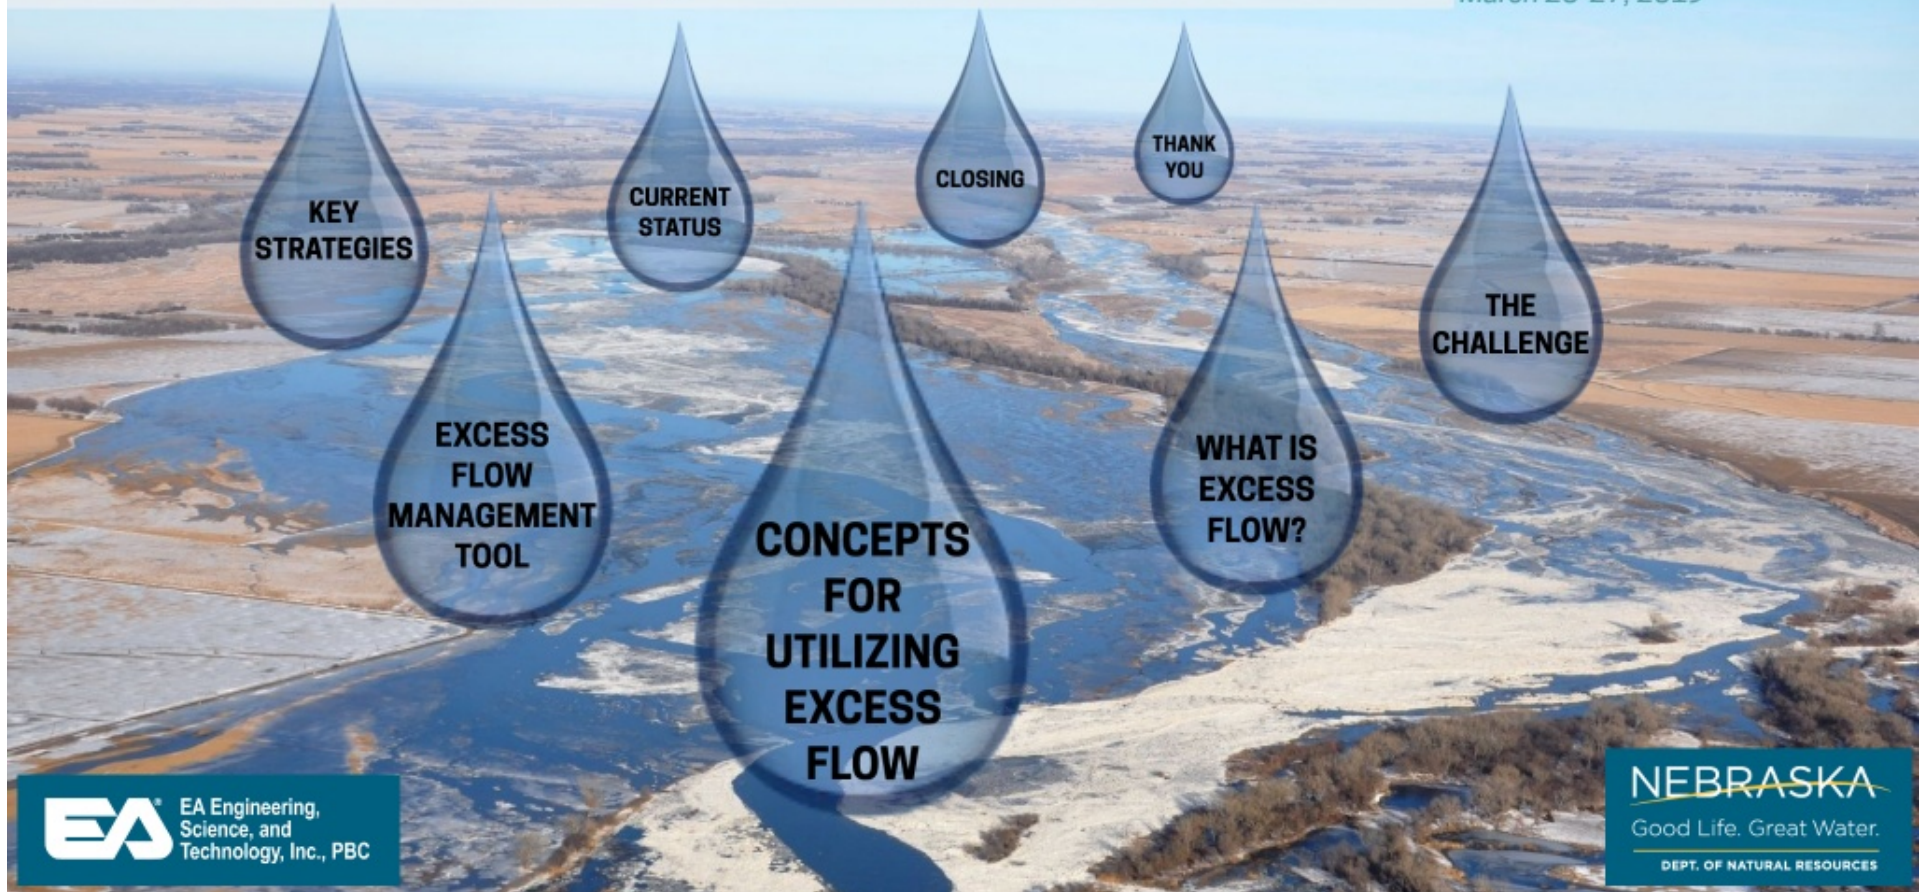 THANK
YOU
CLOSING
CURRENT
STATUS
KEY
STRATEGIES
THE
CHALLENGE
EXCESS
FLOW
MANAGEMENT
TOOL
WHAT IS
EXCESS
FLOW?
CONCEPTS
FOR
UTILIZING
EXCESS
FLOW
EA®
EA Engineering,
Science, and
Technology, Inc., PBC
NEBRASKA
Good Life. Great Water.
DEPT. OF NATURAL RESOURCES